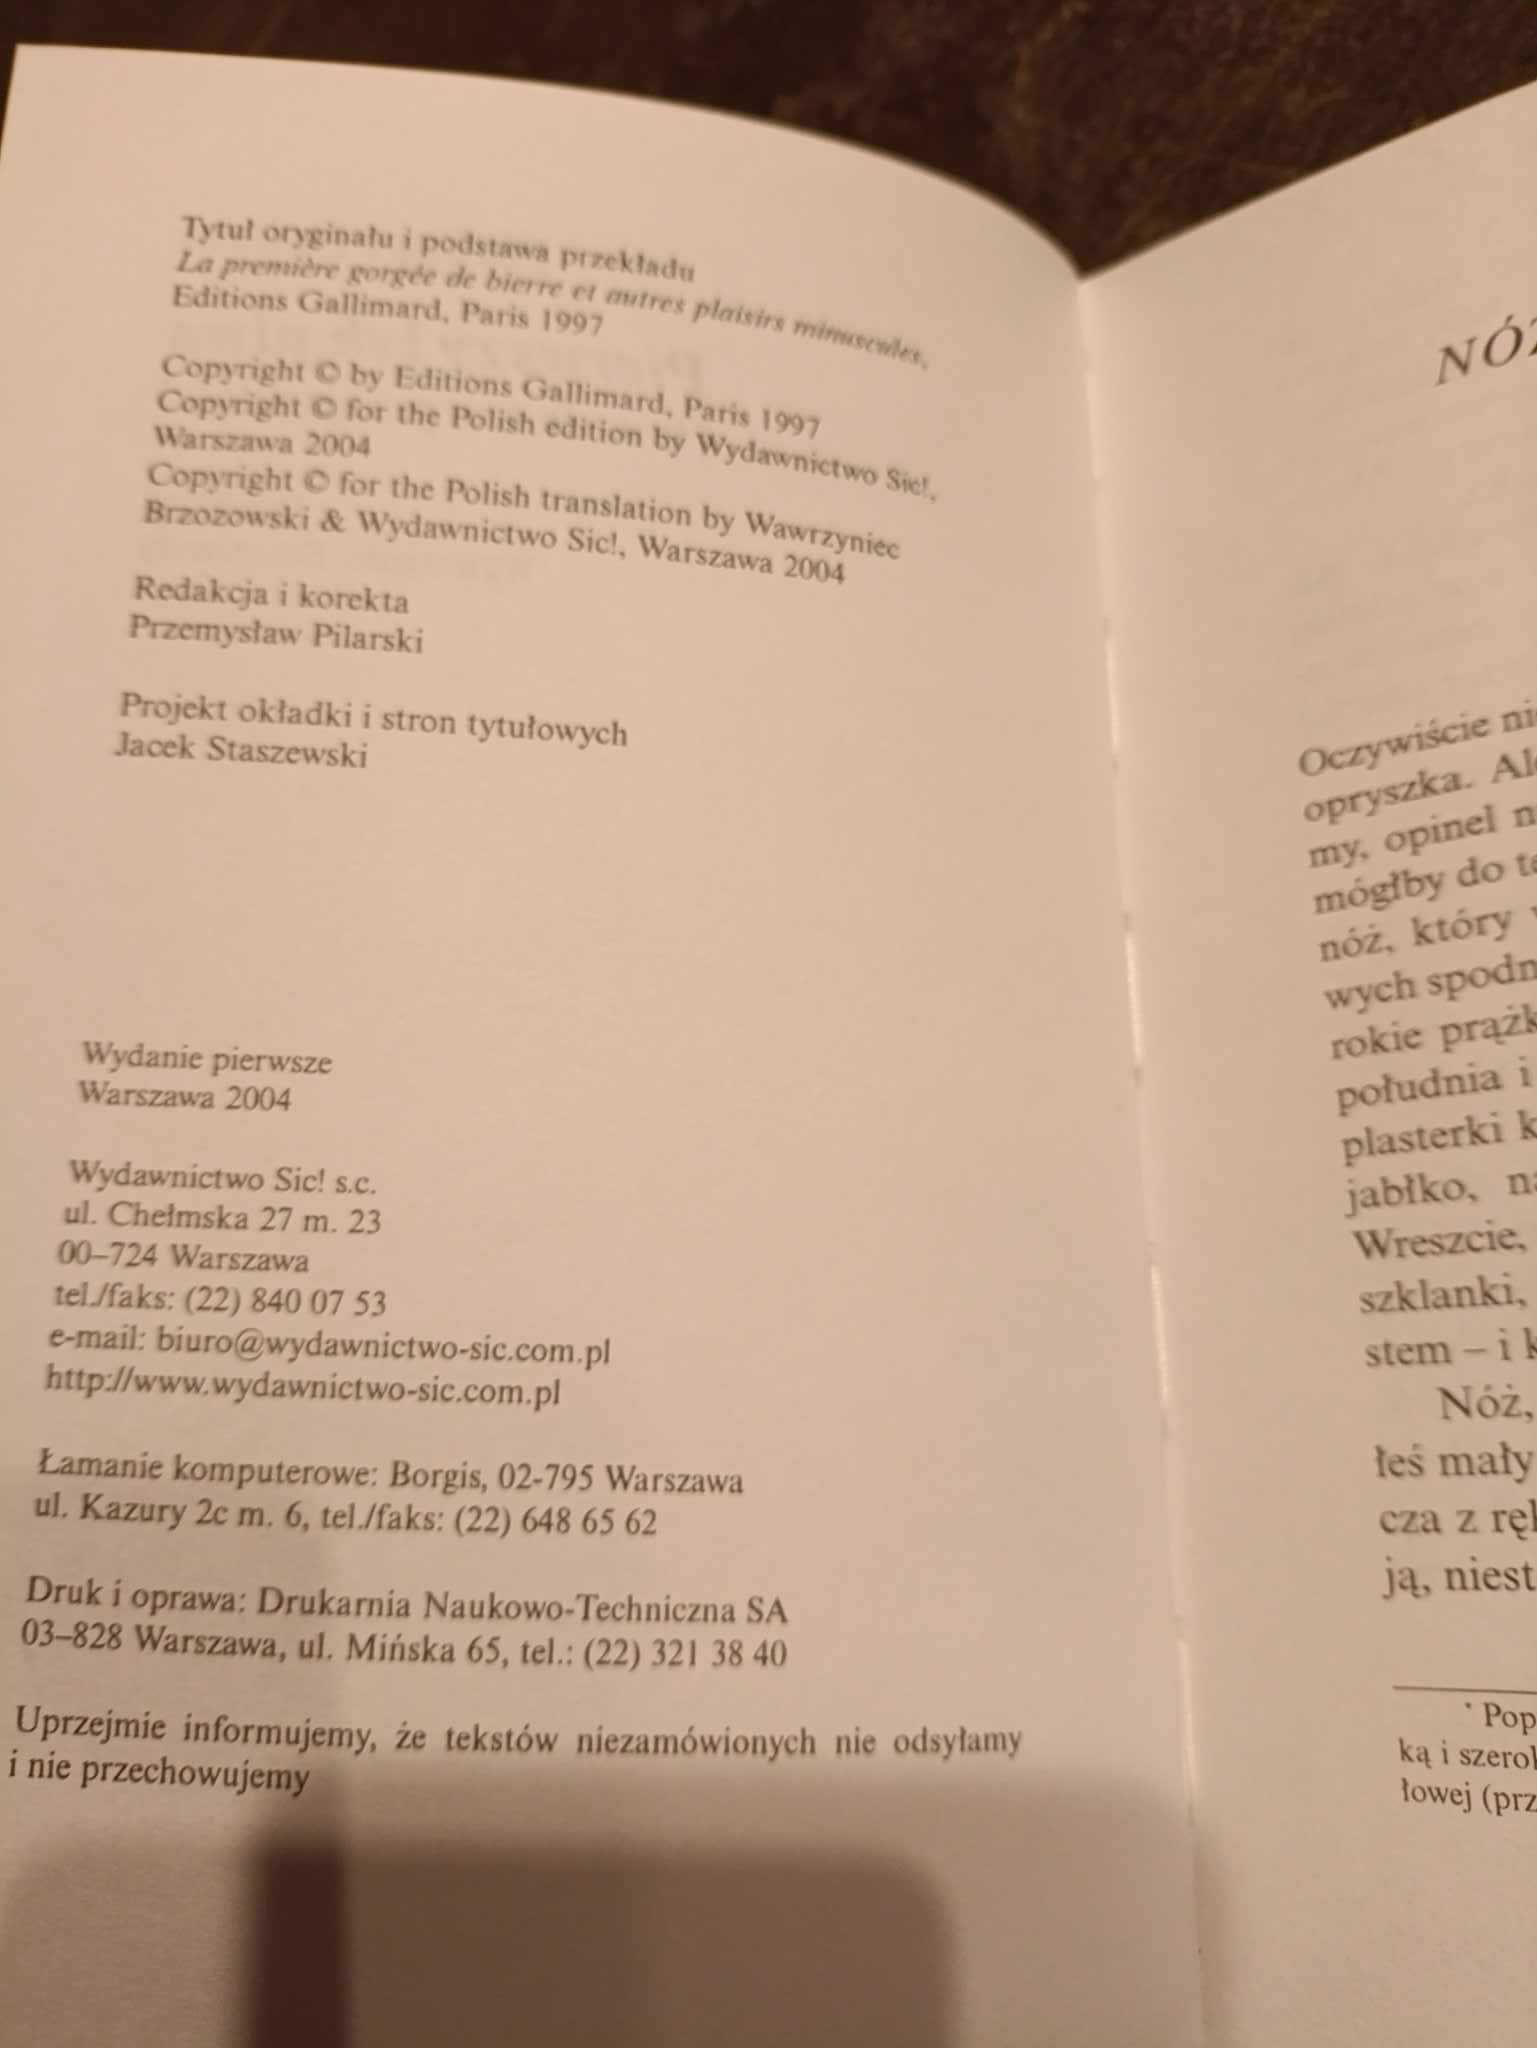 Tytuł oryginału i podstawa przekładu
La première gorgée de bierre et autres plaisirs minuscules,
Editions Gallimard, Paris 1997
Copyright © by Editions Gallimard, Paris 1997
Copyright © for the Polish edition by Wydawnictwo Sic!,
Warszawa 2004
Copyright © for the Polish translation by Wawrzyniec
Brzozowski & Wydawnictwo Sic!, Warszawa 2004
Redakcja i korekta
Przemysław Pilarski
Projekt okładki i stron tytułowych
Jacek Staszewski
Wydanie pierwsze
Warszawa 2004
Wydawnictwo Sic! s.c.
ul. Chełmska 27 m. 23
00–724 Warszawa
tel./faks: (22) 840 07 53
e-mail: biuro@wydawnictwo-sic.com.pl
http://www.wydawnictwo-sic.com.pl
Łamanie komputerowe: Borgis, 02-795 Warszawa
ul. Kazury 2c m. 6, tel./faks: (22) 648 65 62
Druk i oprawa: Drukarnia Naukowo-Techniczna SA
03–828 Warszawa, ul. Mińska 65, tel.: (22) 321 38 40
Uprzejmie informujemy, że tekstów niezamówionych nie odsyłamy
i nie przechowujemy
NÓŻ
Oczywiście ni
opryszka. Al
my, opinel n
mógłby do t
nóż, który
wych spodn
rokie prążk
południa i
plasterki k
jabłko, n
Wreszcie,
szklanki,
stem – i k
Nóż,
łeś mały
cza z ręk
ją, niest
* Pop
ką i szerok
łowej (prz